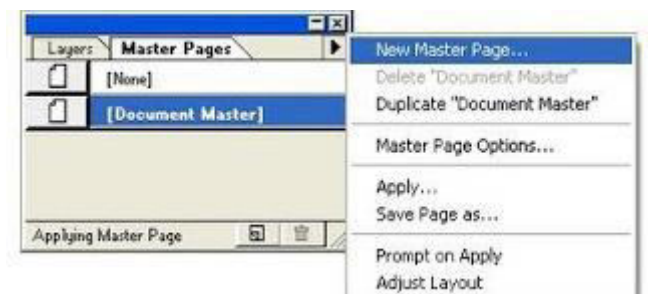 Layers Master Pages
[None]
[Document Master]
Applying Master Page
New Master Page...
Delete "Document Master"
Duplicate "Document Master"
Master Page Options...
Apply...
Save Page as...
Prompt on Apply
Adjust Layout